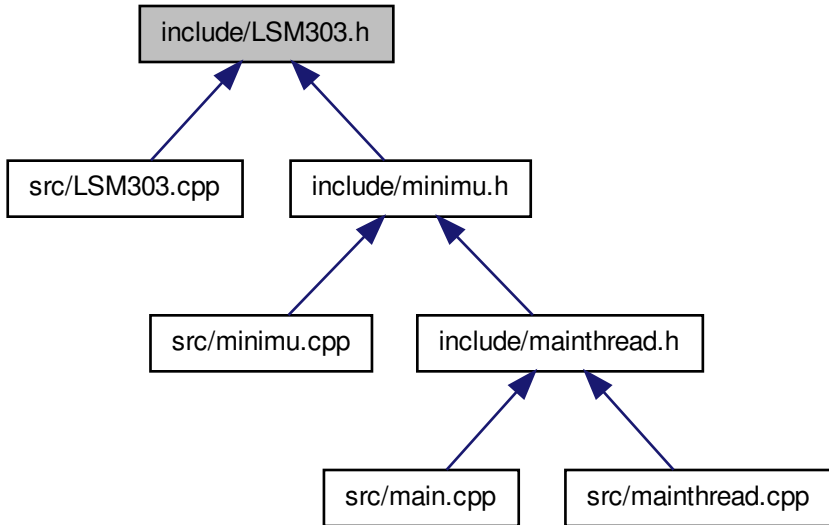 include/LSM303.h
src/LSM303.cpp
include/minimu.h
src/minimu.cpp
include/mainthread.h
src/main.cpp
src/mainthread.cpp